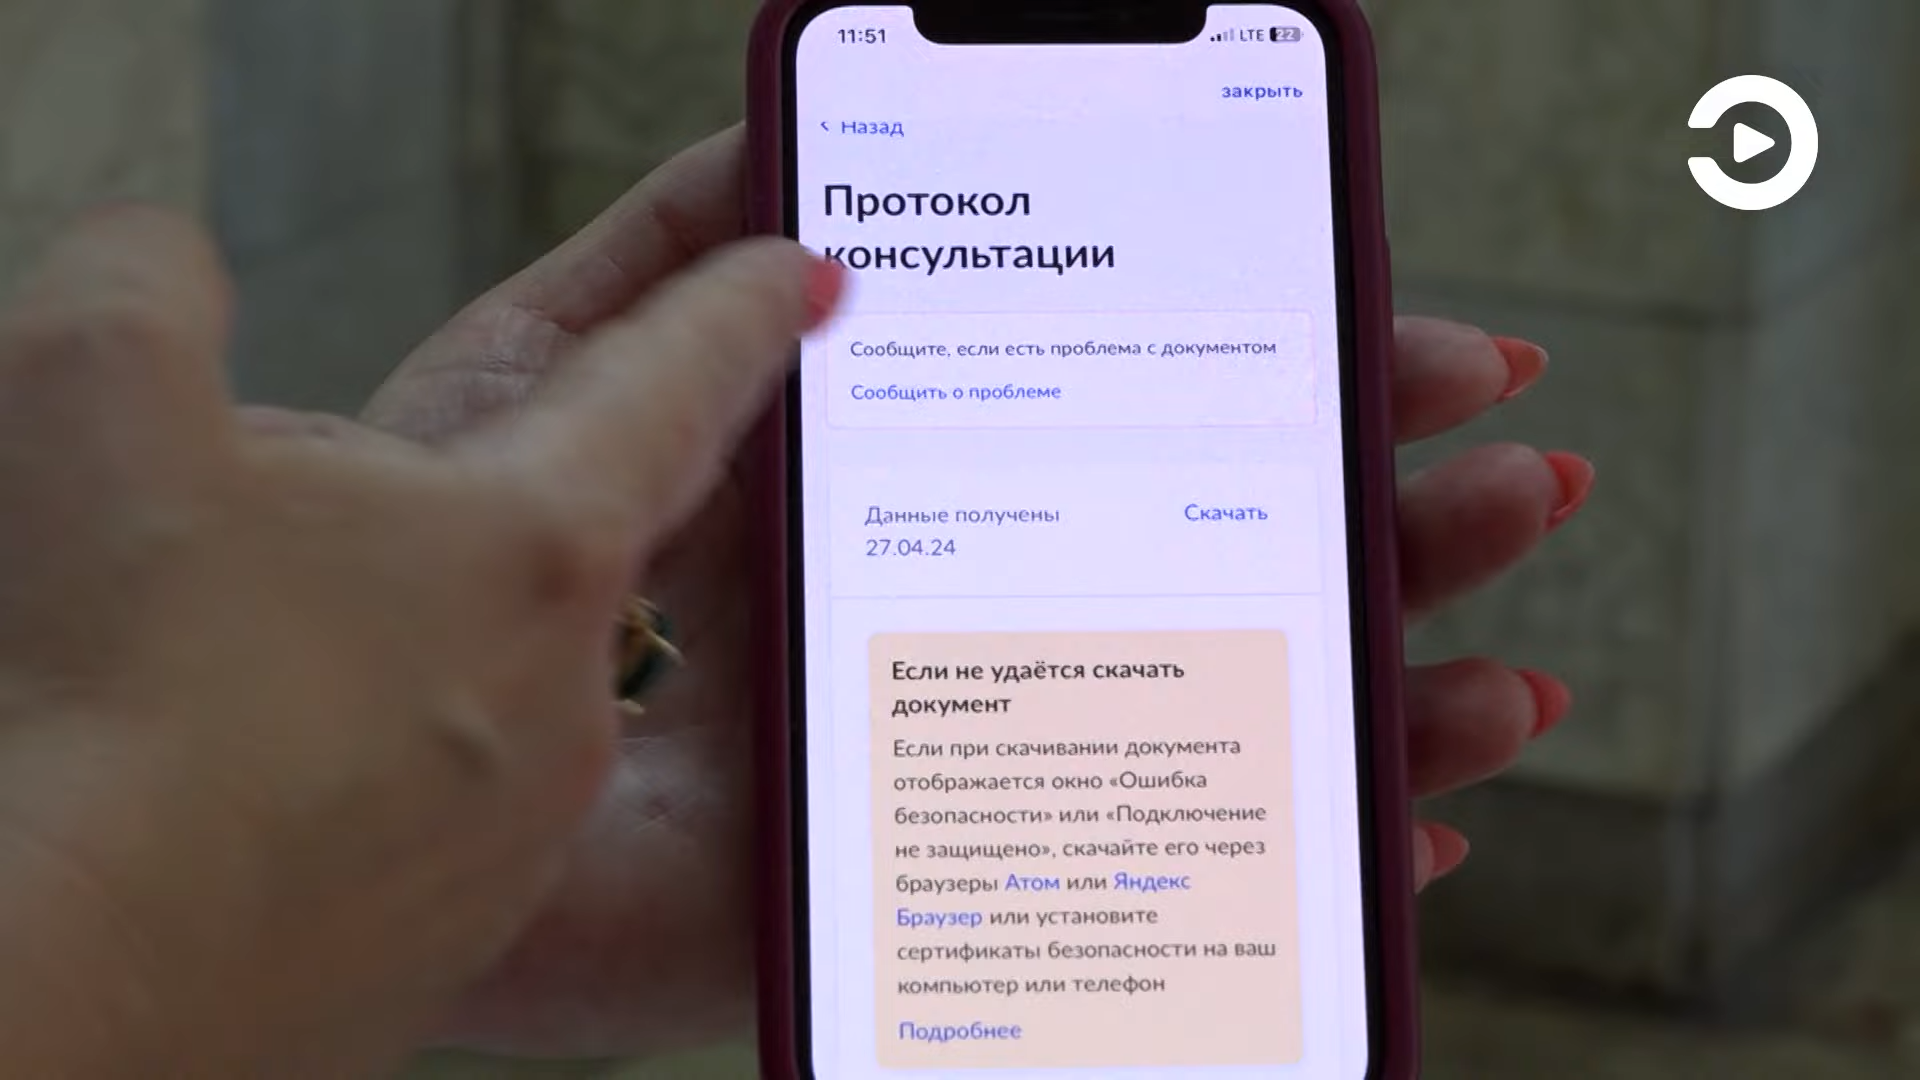 11:51
LTE 22
закрыть
Назад
Протокол
консультации
Сообщите, если есть проблема с документом
Сообщить о проблеме
Данные получены
Скачать
27.04.24
Если не удаётся скачать
документ
Если при скачивании документа
отображается окно «Ошибка
безопасности» или «Подключение
не защищено», скачайте его через
браузеры Атом или Яндекс
Браузер или установите
сертификаты безопасности на ваш
компьютер или телефон
Подробнее